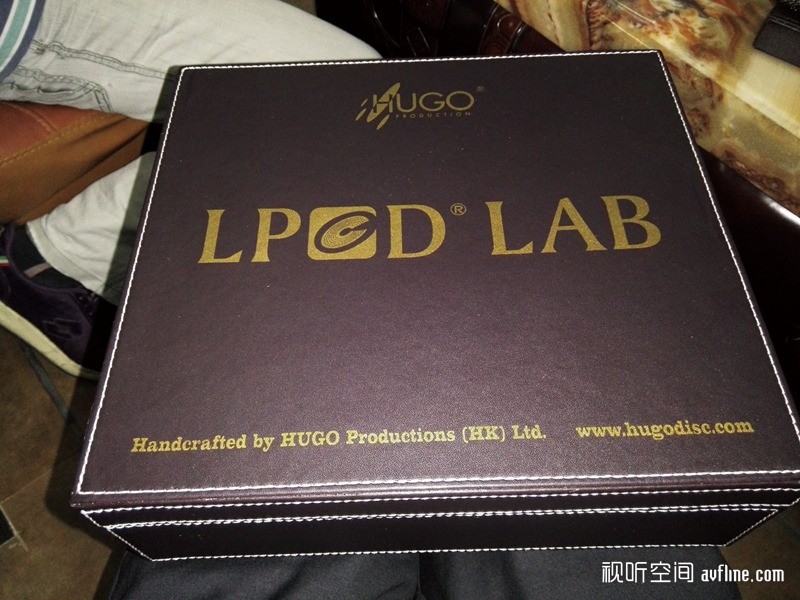 HUGO®
PRODUCTION
LPCD® LAB
Handcrafted by HUGO Productions (HK) Ltd. www.hugodisc.com
视听空间 avfline.com